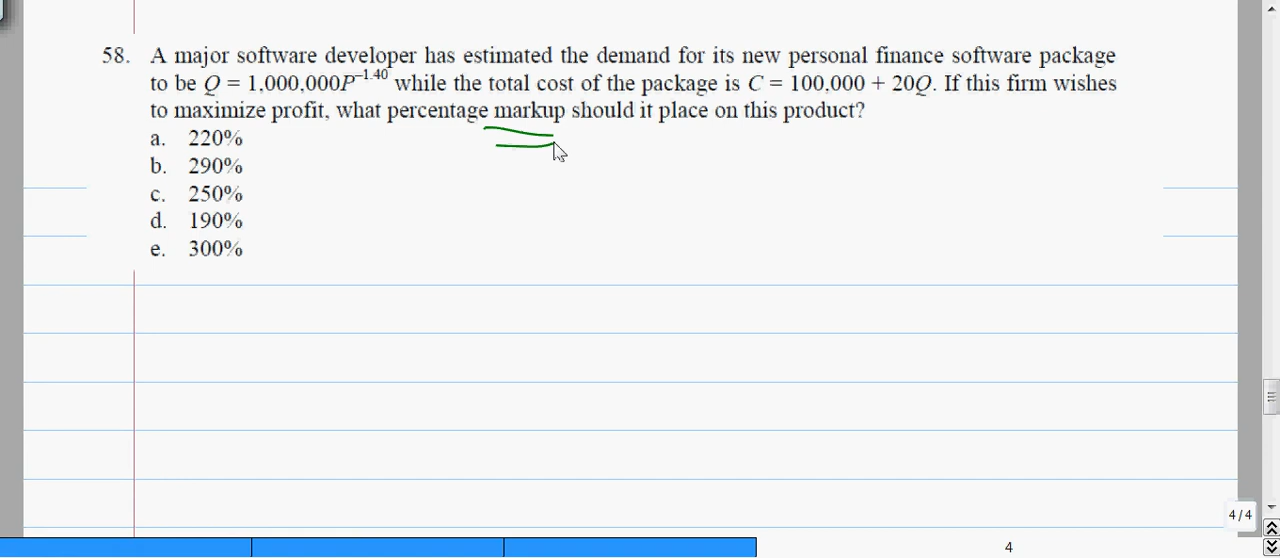 58. A major software developer has estimated the demand for its new personal finance software package
to be Q = 1,000,000P⁻¹·⁴⁰ while the total cost of the package is C = 100,000 + 20Q. If this firm wishes
to maximize profit, what percentage markup should it place on this product?
a. 220%
b. 290%
c. 250%
d. 190%
e. 300%
4/4
4